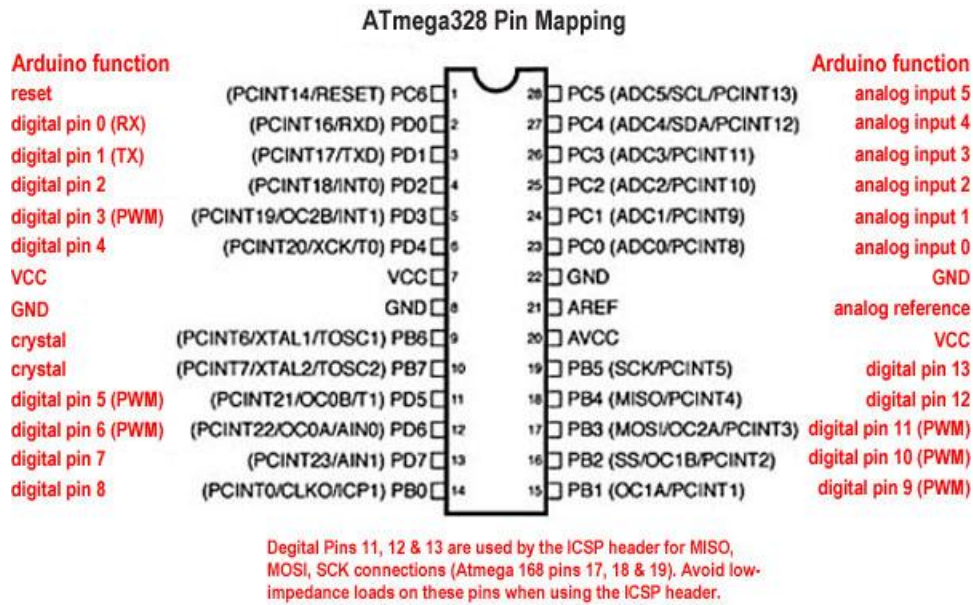 ATmega328 Pin Mapping
Arduino function Arduino function
reset (PCINT14/RESET) PC6 1 28 PC5 (ADC5/SCL/PCINT13) analog input 5
digital pin 0 (RX) (PCINT16/RXD) PD0 2 27 PC4 (ADC4/SDA/PCINT12) analog input 4
digital pin 1 (TX) (PCINT17/TXD) PD1 3 26 PC3 (ADC3/PCINT11) analog input 3
digital pin 2 (PCINT18/INT0) PD2 4 25 PC2 (ADC2/PCINT10) analog input 2
digital pin 3 (PWM) (PCINT19/OC2B/INT1) PD3 5 24 PC1 (ADC1/PCINT9) analog input 1
digital pin 4 (PCINT20/XCK/T0) PD4 6 23 PC0 (ADC0/PCINT8) analog input 0
VCC VCC 7 22 GND GND
GND GND 8 21 AREF analog reference
crystal (PCINT6/XTAL1/TOSC1) PB6 9 20 AVCC VCC
crystal (PCINT7/XTAL2/TOSC2) PB7 10 19 PB5 (SCK/PCINT5) digital pin 13
digital pin 5 (PWM) (PCINT21/OC0B/T1) PD5 11 18 PB4 (MISO/PCINT4) digital pin 12
digital pin 6 (PWM) (PCINT22/OC0A/AIN0) PD6 12 17 PB3 (MOSI/OC2A/PCINT3) digital pin 11 (PWM)
digital pin 7 (PCINT23/AIN1) PD7 13 16 PB2 (SS/OC1B/PCINT2) digital pin 10 (PWM)
digital pin 8 (PCINT0/CLKO/ICP1) PB0 14 15 PB1 (OC1A/PCINT1) digital pin 9 (PWM)
Degital Pins 11, 12 & 13 are used by the ICSP header for MISO,
MOSI, SCK connections (Atmega 168 pins 17, 18 & 19). Avoid low-
impedance loads on these pins when using the ICSP header.